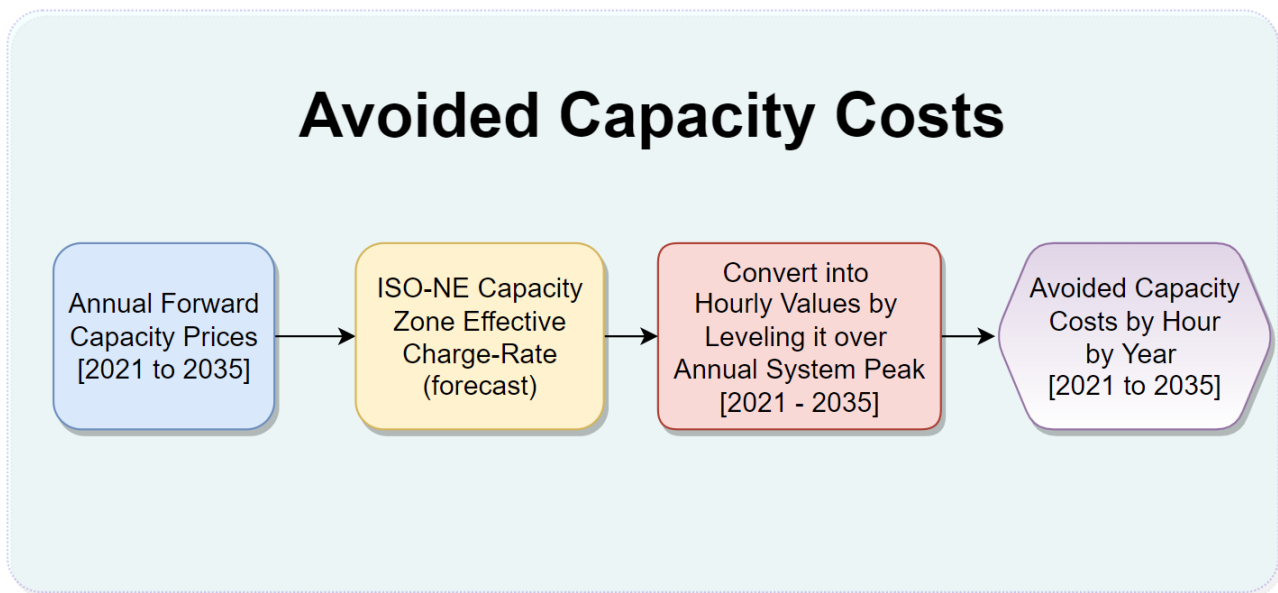 Avoided Capacity Costs
Annual Forward
Capacity Prices
[2021 to 2035]
ISO-NE Capacity
Zone Effective
Charge-Rate
(forecast)
Convert into
Hourly Values by
Leveling it over
Annual System Peak
[2021 - 2035]
Avoided Capacity
Costs by Hour
by Year
[2021 to 2035]